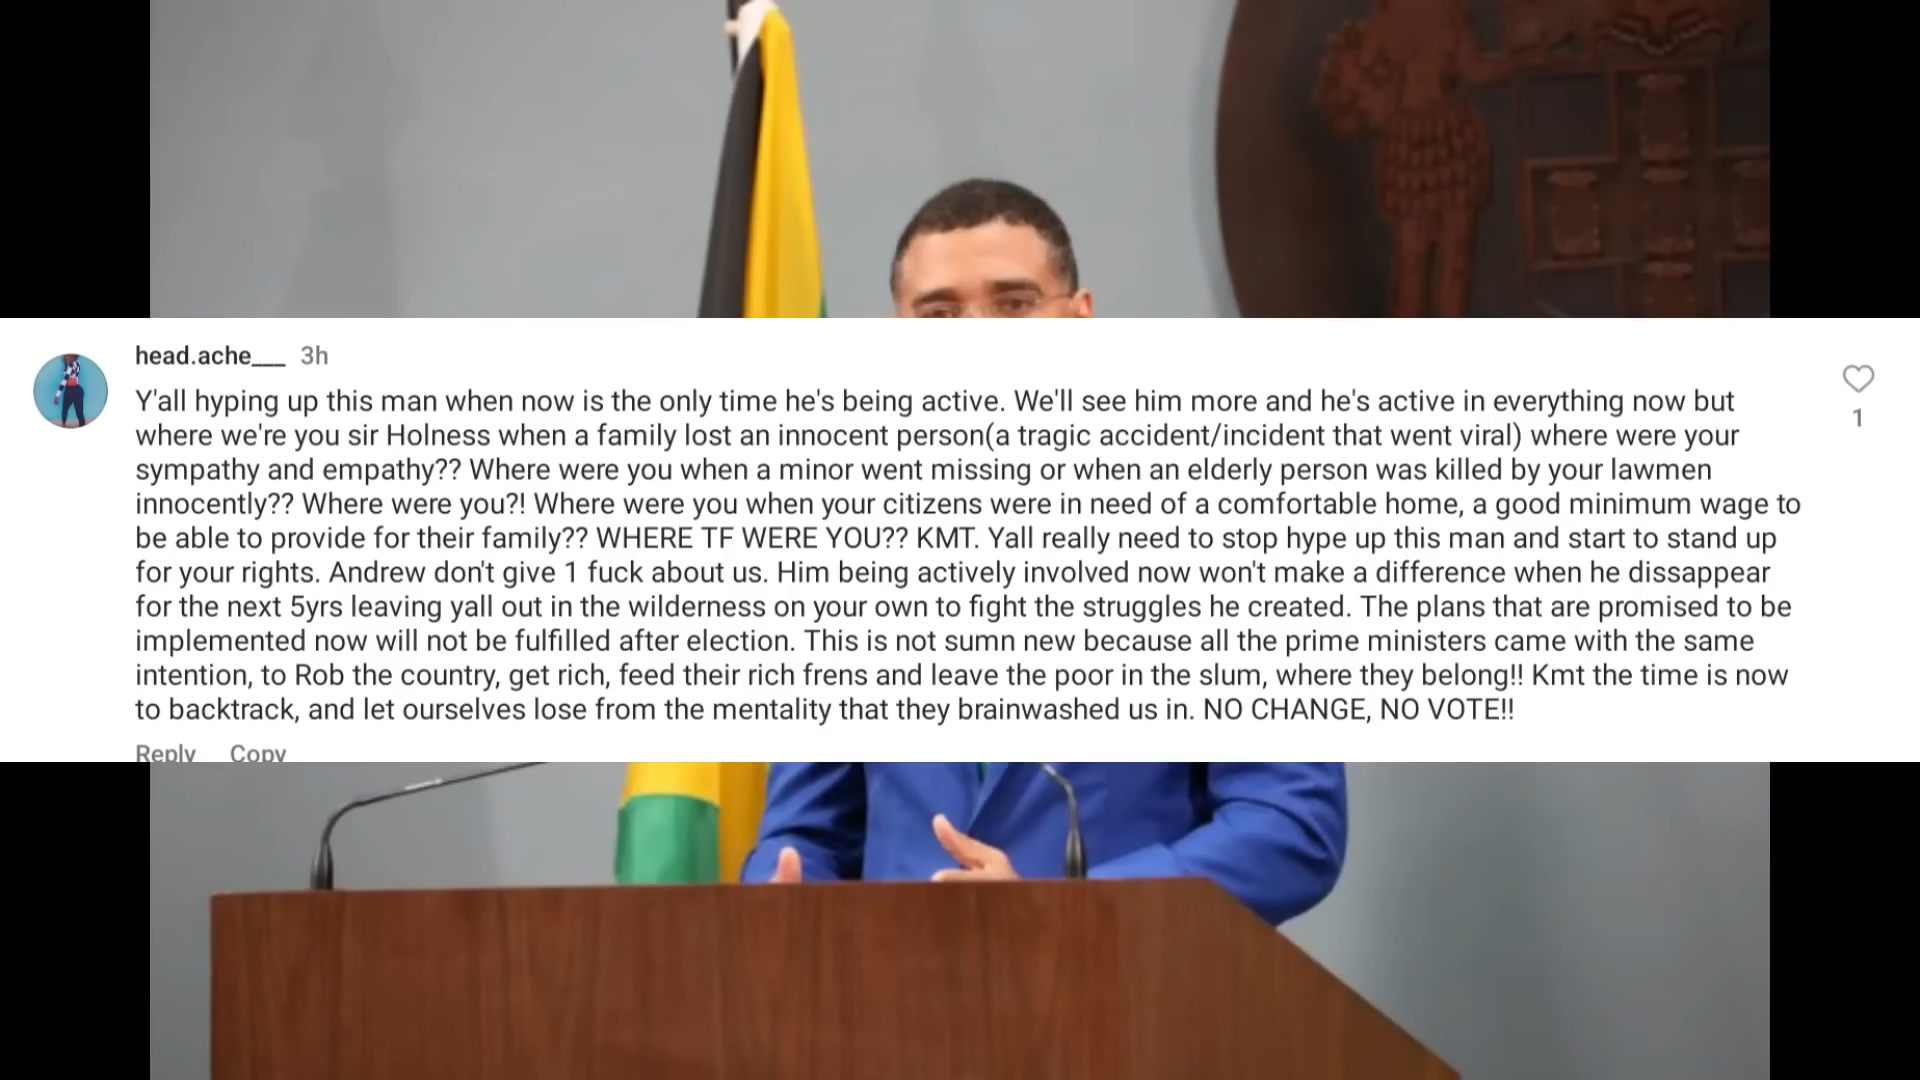 head.ache___ 3h
Y'all hyping up this man when now is the only time he's being active. We'll see him more and he's active in everything now but
where we're you sir Holness when a family lost an innocent person(a tragic accident/incident that went viral) where were your
sympathy and empathy?? Where were you when a minor went missing or when an elderly person was killed by your lawmen
innocently?? Where were you?! Where were you when your citizens were in need of a comfortable home, a good minimum wage to
be able to provide for their family?? WHERE TF WERE YOU?? KMT. Yall really need to stop hype up this man and start to stand up
for your rights. Andrew don't give 1 fuck about us. Him being actively involved now won't make a difference when he dissappear
for the next 5yrs leaving yall out in the wilderness on your own to fight the struggles he created. The plans that are promised to be
implemented now will not be fulfilled after election. This is not sumn new because all the prime ministers came with the same
intention, to Rob the country, get rich, feed their rich frens and leave the poor in the slum, where they belong!! Kmt the time is now
to backtrack, and let ourselves lose from the mentality that they brainwashed us in. NO CHANGE, NO VOTE!!
1
Reply Copy